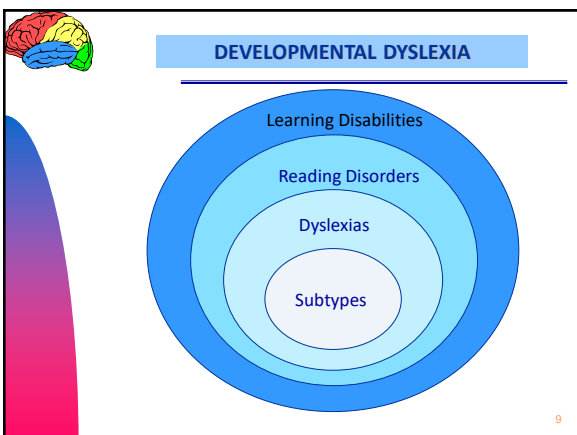 DEVELOPMENTAL DYSLEXIA
Learning Disabilities
Reading Disorders
Dyslexias
Subtypes
9